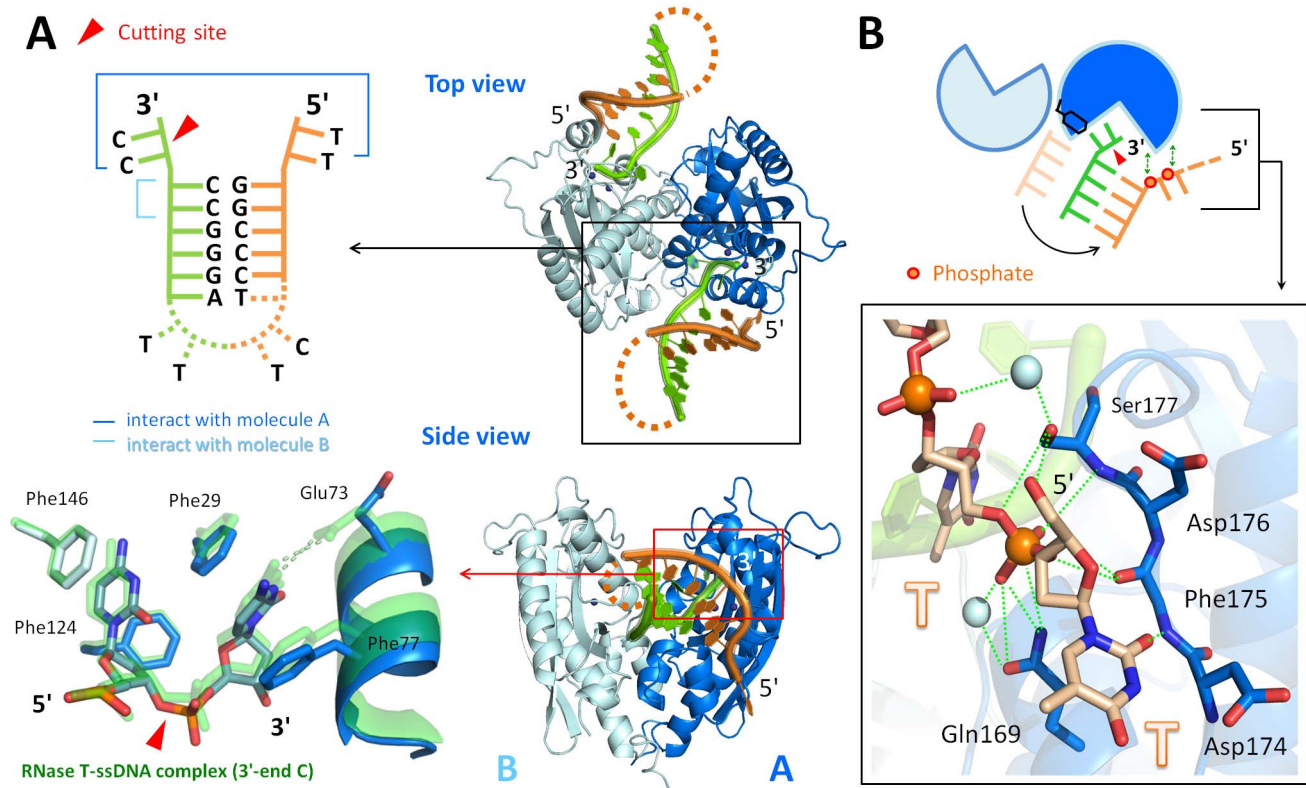 A
Cutting site
3'
5'
C
T
C
T
C G
C G
G C
G C
G C
A T
T
C
T
T
interact with molecule A
interact with molecule B
Top view
5'
3'
3'
5'
Side view
3'
5'
B
A
Phe146
Phe29
Glu73
Phe124
Phe77
5'
3'
RNase T-ssDNA complex (3'-end C)
B
3'
5'
Phosphate
Ser177
5'
Asp176
T
Phe175
Gln169
T
Asp174